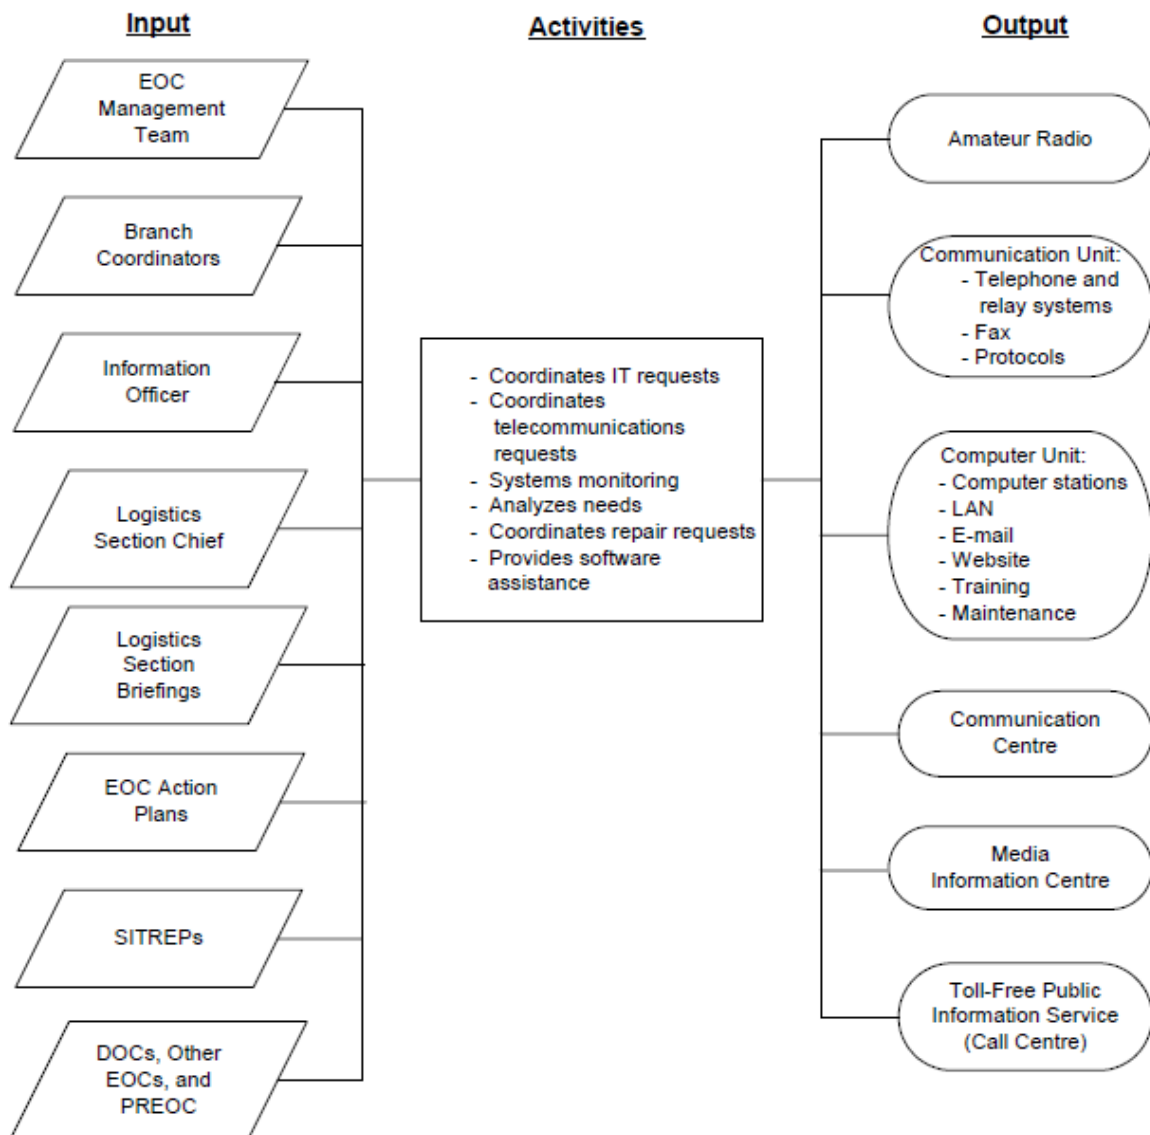 Input
Activities
Output
EOC
Management
Team
Branch
Coordinators
Information
Officer
Logistics
Section Chief
Logistics
Section
Briefings
EOC Action
Plans
SITREPs
DOCs, Other
EOCs, and
PREOC
- Coordinates IT requests
- Coordinates
telecommunications
requests
- Systems monitoring
- Analyzes needs
- Coordinates repair requests
- Provides software
assistance
Amateur Radio
Communication Unit:
- Telephone and
relay systems
- Fax
- Protocols
Computer Unit:
- Computer stations
- LAN
- E-mail
- Website
- Training
- Maintenance
Communication
Centre
Media
Information Centre
Toll-Free Public
Information Service
(Call Centre)